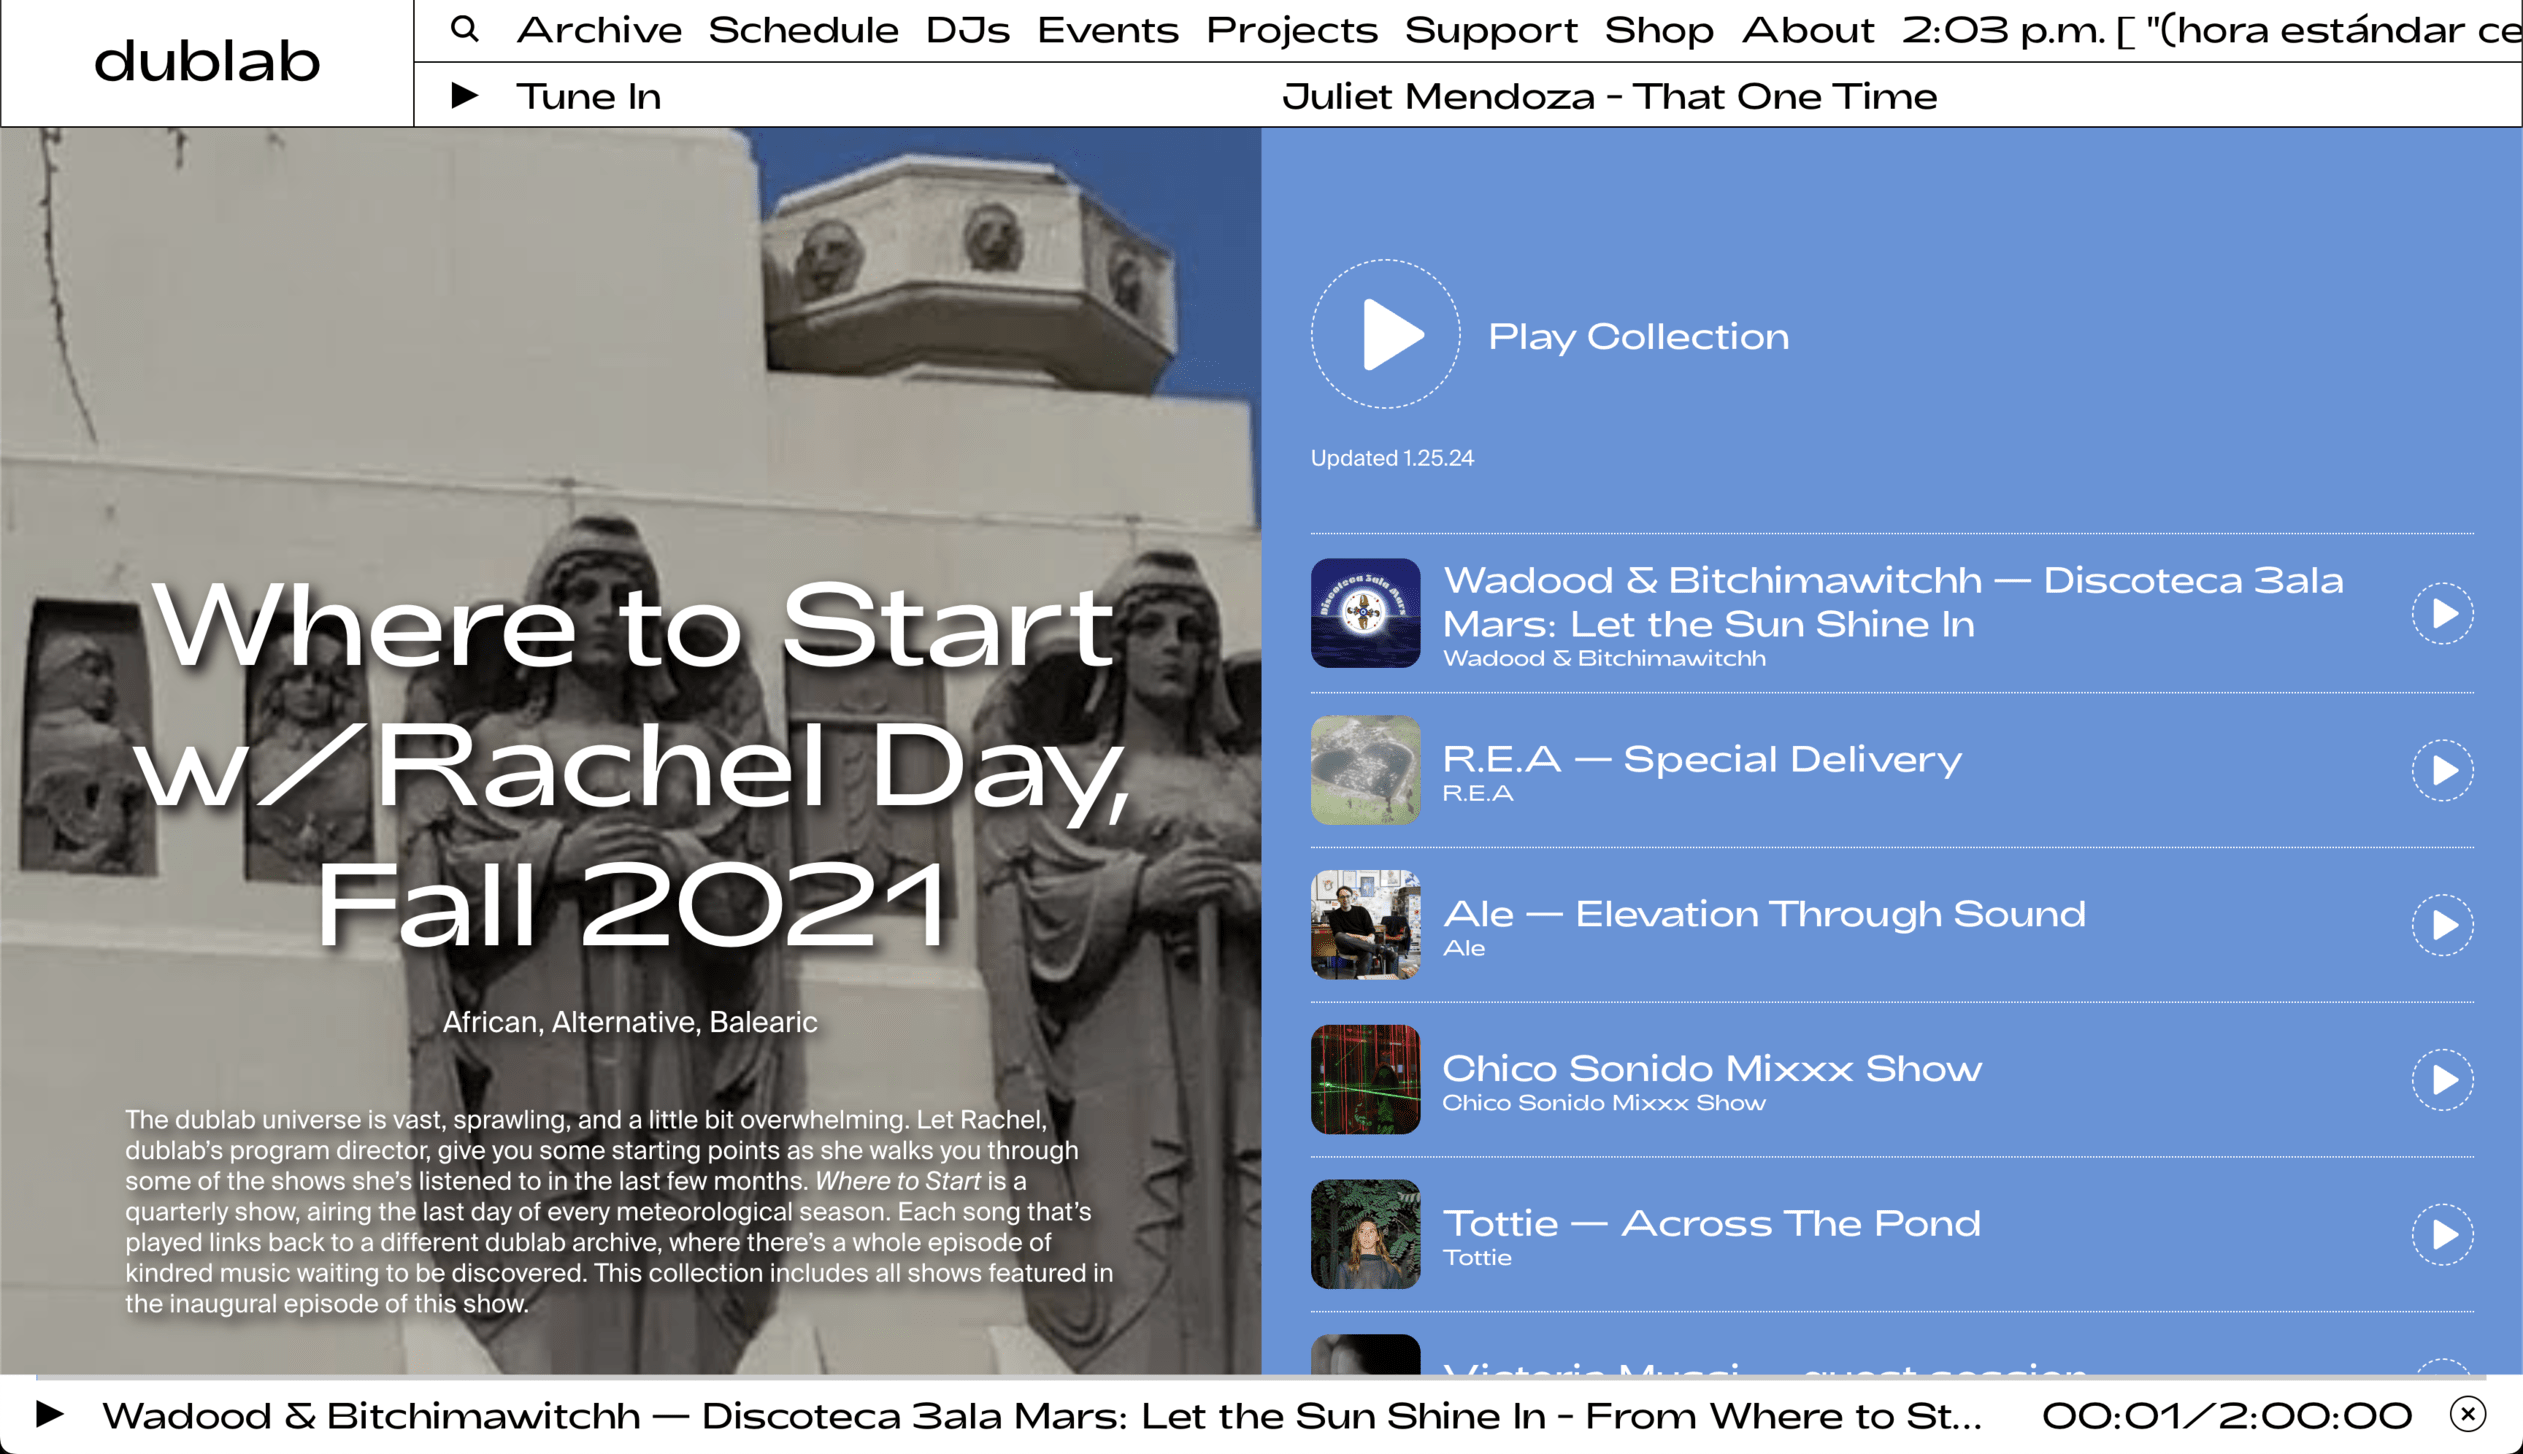 dublab
Archive Schedule DJs Events Projects Support Shop About 2:03 p.m. [ "(hora estándar ce
Tune In
Juliet Mendoza - That One Time
Where to Start
w/Rachel Day,
Fall 2021
African, Alternative, Balearic
The dublab universe is vast, sprawling, and a little bit overwhelming. Let Rachel,
dublab’s program director, give you some starting points as she walks you through
some of the shows she’s listened to in the last few months. Where to Start is a
quarterly show, airing the last day of every meteorological season. Each song that’s
played links back to a different dublab archive, where there’s a whole episode of
kindred music waiting to be discovered. This collection includes all shows featured in
the inaugural episode of this show.
Play Collection
Updated 1.25.24
Discoteca 3ala Mars
Wadood & Bitchimawitchh — Discoteca 3ala
Mars: Let the Sun Shine In
Wadood & Bitchimawitchh
R.E.A — Special Delivery
R.E.A
Ale — Elevation Through Sound
Ale
Chico Sonido Mixxx Show
Chico Sonido Mixxx Show
Tottie — Across The Pond
Tottie
Wadood & Bitchimawitchh — Discoteca 3ala Mars: Let the Sun Shine In - From Where to St...
00:01/2:00:00